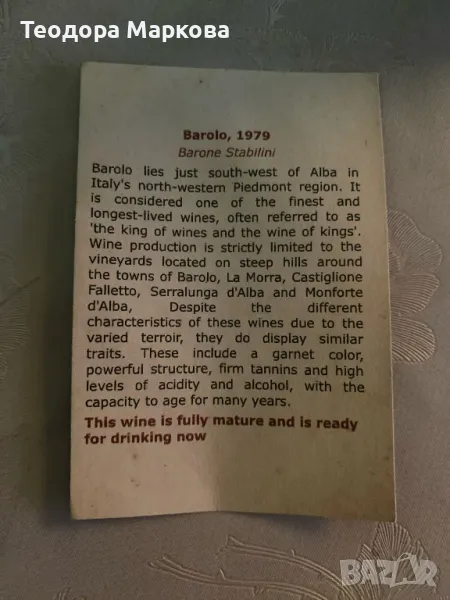 Теодора Маркова
Barolo, 1979
Barone Stabilini
Barolo lies just south-west of Alba in
Italy's north-western Piedmont region. It
is considered one of the finest and
longest-lived wines, often referred to as
'the king of wines and the wine of kings'.
Wine production is strictly limited to the
vineyards located on steep hills around
the towns of Barolo, La Morra, Castiglione
Falletto, Serralunga d'Alba and Monforte
d'Alba, Despite the different
characteristics of these wines due to the
varied terroir, they do display similar
traits. These include a garnet color,
powerful structure, firm tannins and high
levels of acidity and alcohol, with the
capacity to age for many years.
This wine is fully mature and is ready
for drinking now
BAZAR